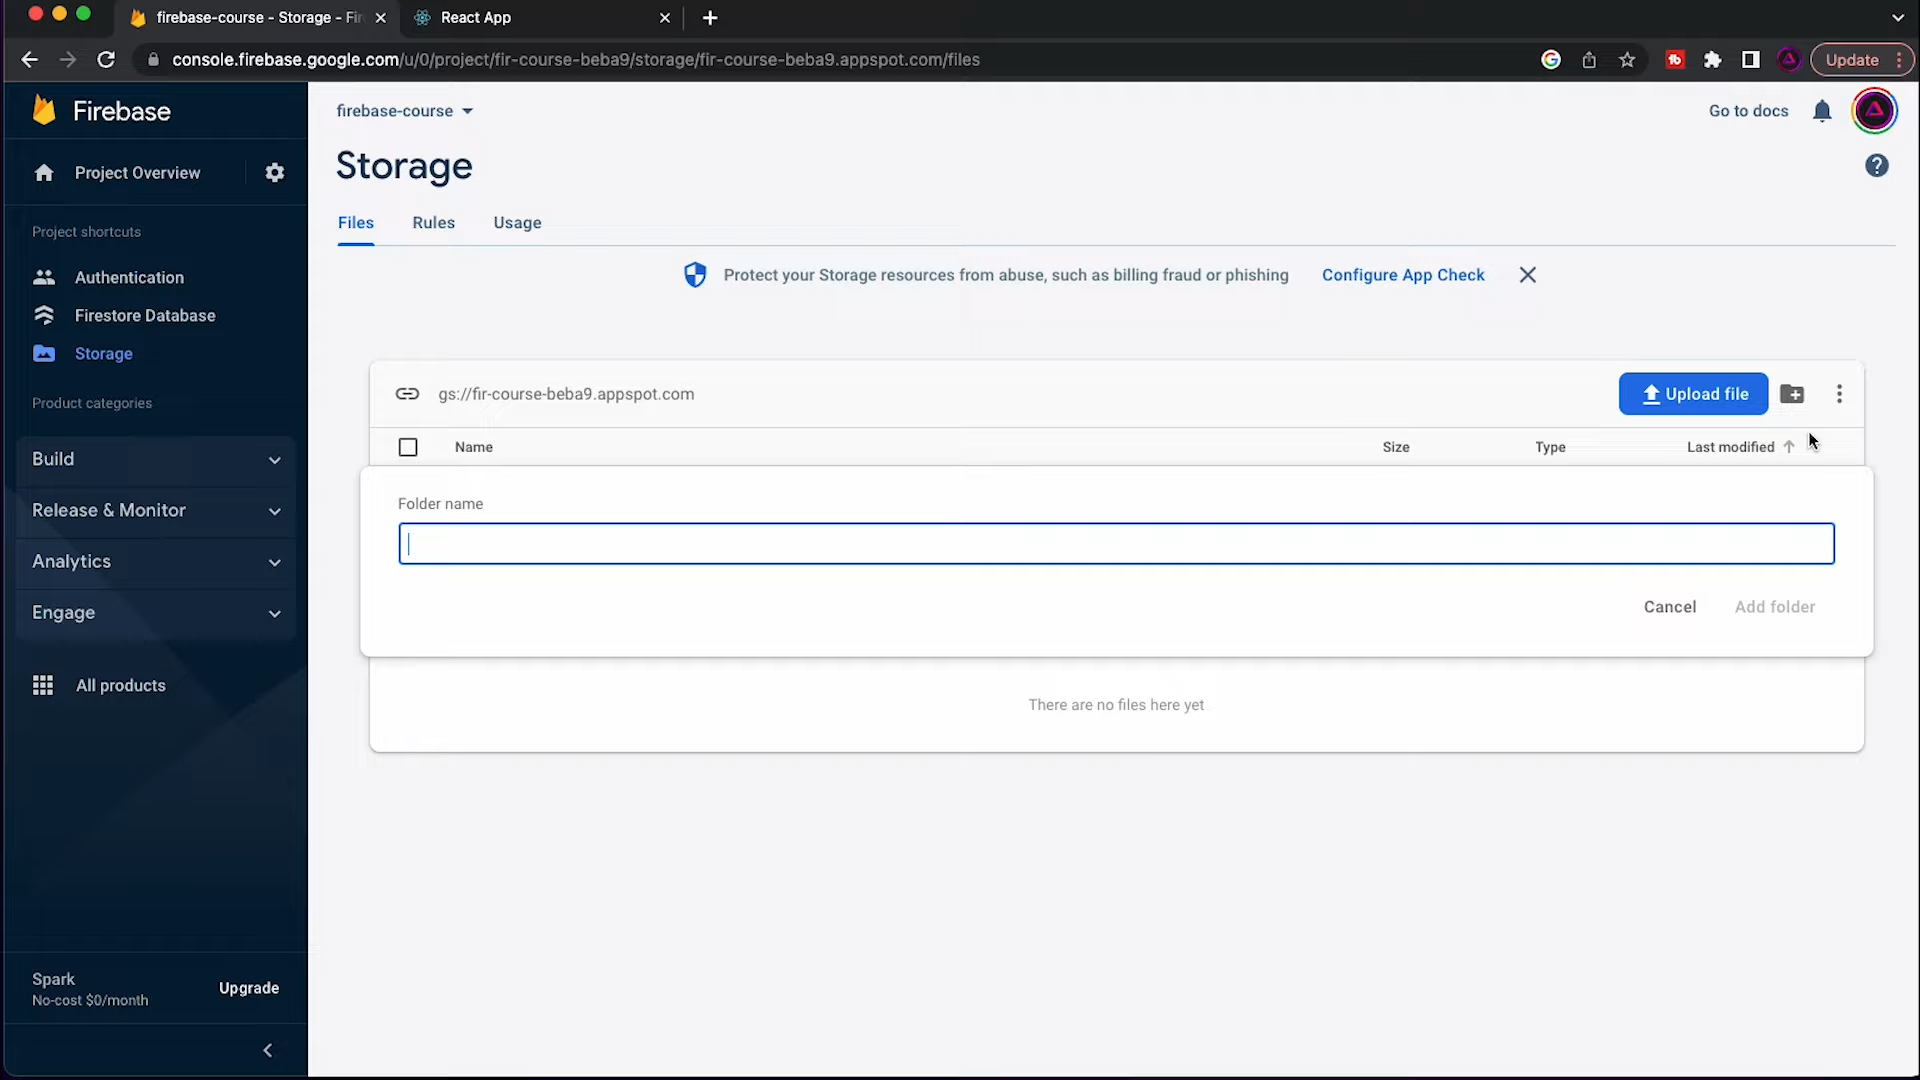 firebase-course - Storage - Fir
React App
console.firebase.google.com/u/0/project/fir-course-beba9/storage/fir-course-beba9.appspot.com/files
Update
Firebase
firebase-course
Go to docs
Project Overview
Storage
Files
Rules
Usage
Project shortcuts
Protect your Storage resources from abuse, such as billing fraud or phishing
Configure App Check
Authentication
Firestore Database
Storage
Product categories
gs://fir-course-beba9.appspot.com
Upload file
Name
Size
Type
Last modified
Build
Release & Monitor
Analytics
Engage
All products
Folder name
Cancel
Add folder
There are no files here yet
Spark
No-cost $0/month
Upgrade